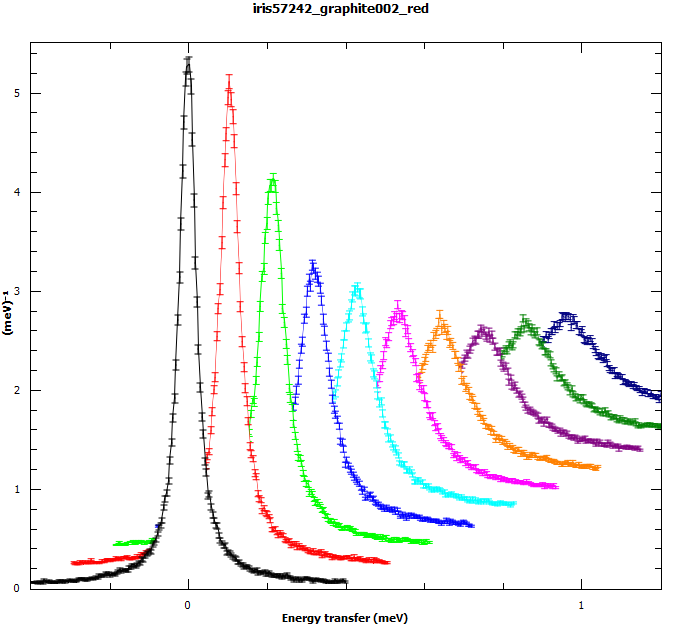 iris57242_graphite002_red
5
4
3
(meV)⁻¹
2
1
0
0
1
Energy transfer (meV)